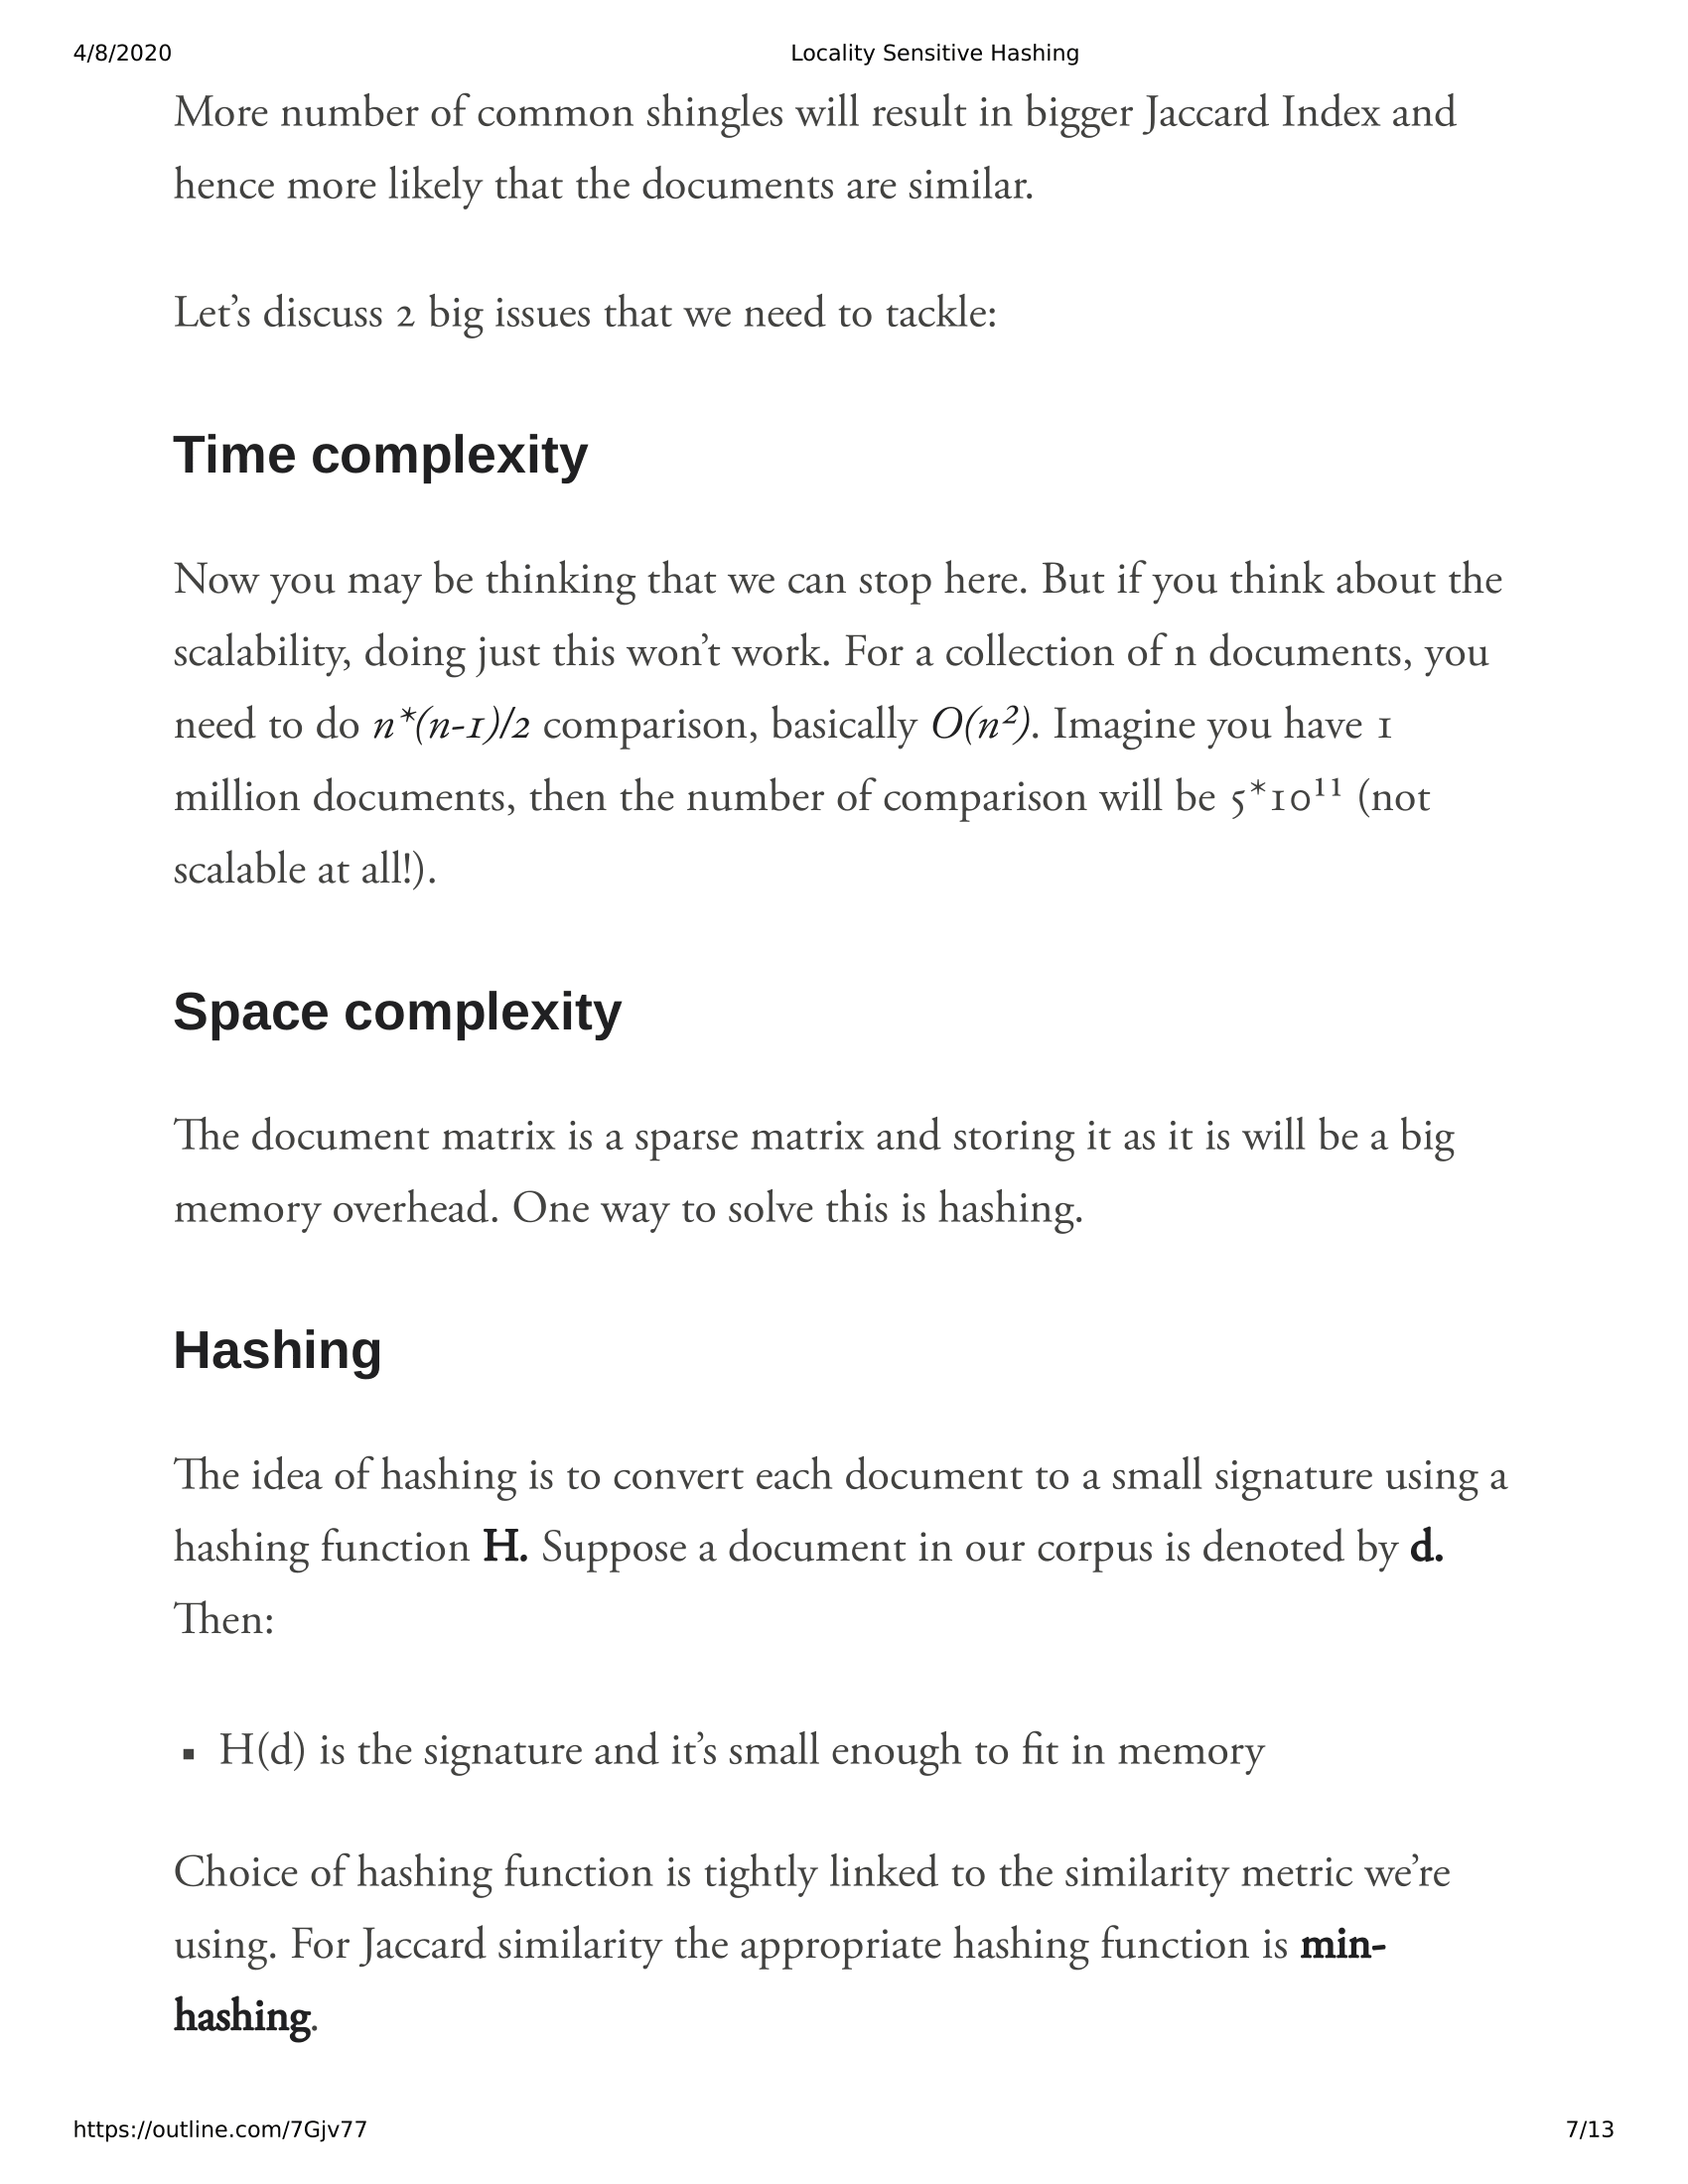 4/8/2020 Locality Sensitive Hashing
More number of common shingles will result in bigger Jaccard Index and
hence more likely that the documents are similar.
Let’s discuss 2 big issues that we need to tackle:
Time complexity
Now you may be thinking that we can stop here. But if you think about the
scalability, doing just this won’t work. For a collection of n documents, you
need to do n*(n-1)/2 comparison, basically O(n²). Imagine you have 1
million documents, then the number of comparison will be 5*10¹¹ (not
scalable at all!).
Space complexity
The document matrix is a sparse matrix and storing it as it is will be a big
memory overhead. One way to solve this is hashing.
Hashing
The idea of hashing is to convert each document to a small signature using a
hashing function H. Suppose a document in our corpus is denoted by d.
Then:
▪ H(d) is the signature and it’s small enough to fit in memory
Choice of hashing function is tightly linked to the similarity metric we’re
using. For Jaccard similarity the appropriate hashing function is min-
hashing.
https://outline.com/7Gjv77 7/13